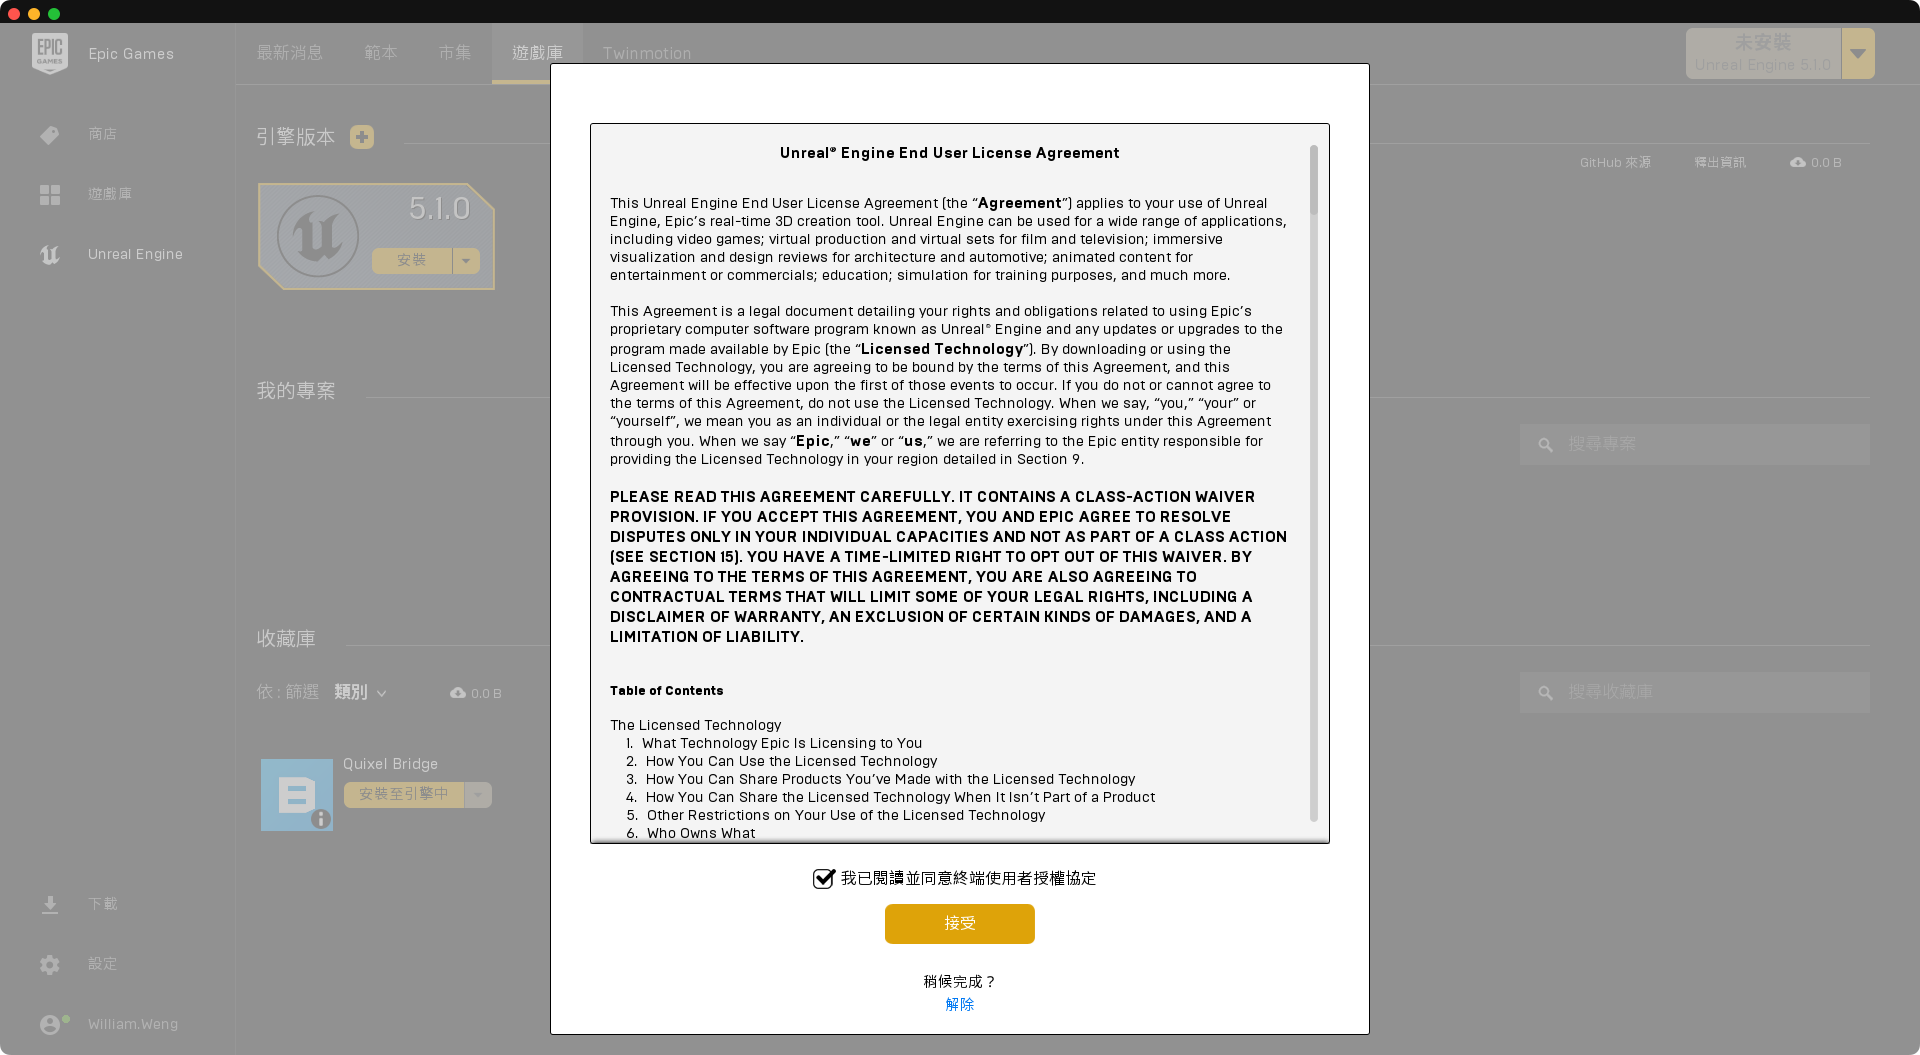 EPIC GAMES
Epic Games
最新消息
範本
市集
遊戲庫
Twinmotion
未安裝
Unreal Engine 5.1.0
商店
遊戲庫
Unreal Engine
下載
設定
William.Weng
引擎版本
GitHub 來源
釋出資訊
0.0 B
5.1.0
安裝
我的專案
搜尋專案
收藏庫
依 : 篩選
類別
0.0 B
搜尋收藏庫
Quixel Bridge
安裝至引擎中
Unreal® Engine End User License Agreement
This Unreal Engine End User License Agreement (the “Agreement”) applies to your use of Unreal
Engine, Epic’s real-time 3D creation tool. Unreal Engine can be used for a wide range of applications,
including video games; virtual production and virtual sets for film and television; immersive
visualization and design reviews for architecture and automotive; animated content for
entertainment or commercials; education; simulation for training purposes, and much more.
This Agreement is a legal document detailing your rights and obligations related to using Epic’s
proprietary computer software program known as Unreal® Engine and any updates or upgrades to the
program made available by Epic (the “Licensed Technology”). By downloading or using the
Licensed Technology, you are agreeing to be bound by the terms of this Agreement, and this
Agreement will be effective upon the first of those events to occur. If you do not or cannot agree to
the terms of this Agreement, do not use the Licensed Technology. When we say, “you,” “your” or
“yourself”, we mean you as an individual or the legal entity exercising rights under this Agreement
through you. When we say “Epic,” “we” or “us,” we are referring to the Epic entity responsible for
providing the Licensed Technology in your region detailed in Section 9.
PLEASE READ THIS AGREEMENT CAREFULLY. IT CONTAINS A CLASS-ACTION WAIVER
PROVISION. IF YOU ACCEPT THIS AGREEMENT, YOU AND EPIC AGREE TO RESOLVE
DISPUTES ONLY IN YOUR INDIVIDUAL CAPACITIES AND NOT AS PART OF A CLASS ACTION
(SEE SECTION 15). YOU HAVE A TIME-LIMITED RIGHT TO OPT OUT OF THIS WAIVER. BY
AGREEING TO THE TERMS OF THIS AGREEMENT, YOU ARE ALSO AGREEING TO
CONTRACTUAL TERMS THAT WILL LIMIT SOME OF YOUR LEGAL RIGHTS, INCLUDING A
DISCLAIMER OF WARRANTY, AN EXCLUSION OF CERTAIN KINDS OF DAMAGES, AND A
LIMITATION OF LIABILITY.
Table of Contents
The Licensed Technology
1. What Technology Epic Is Licensing to You
2. How You Can Use the Licensed Technology
3. How You Can Share Products You’ve Made with the Licensed Technology
4. How You Can Share the Licensed Technology When It Isn’t Part of a Product
5. Other Restrictions on Your Use of the Licensed Technology
6. Who Owns What
我已閱讀並同意終端使用者授權協定
接受
稍候完成？
解除